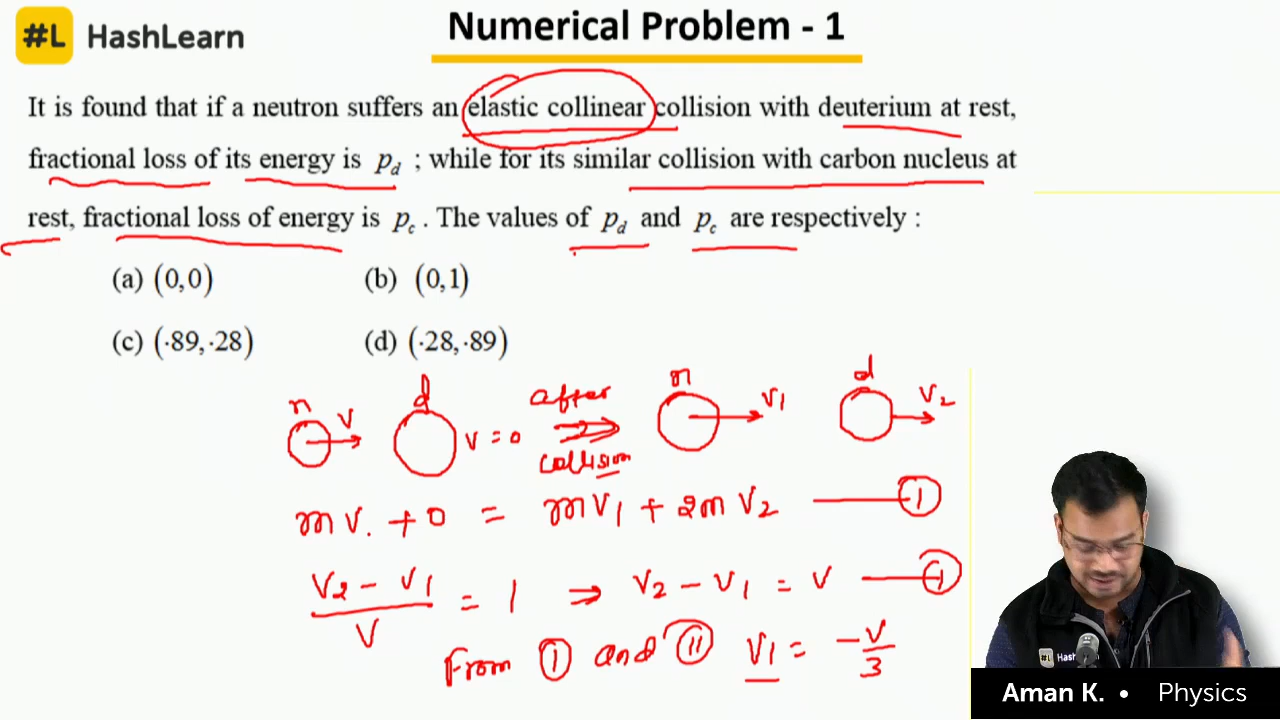 #L HashLearn
Numerical Problem - 1
It is found that if a neutron suffers an elastic collinear collision with deuterium at rest,
fractional loss of its energy is p_d ; while for its similar collision with carbon nucleus at
rest, fractional loss of energy is p_c . The values of p_d and p_c are respectively :
(a) (0,0) (b) (0,1)
(c) (·89,·28) (d) (·28,·89)
n V d V = 0 after collision n V1 d V2
mV. + 0 = mV1 + 2mV2 ① 
V2 - V1 / V = 1 ⇒ V2 - V1 = V ⑪
From ① and ⑪ V1 = -V/3
#L Hash
Aman K. • Physics